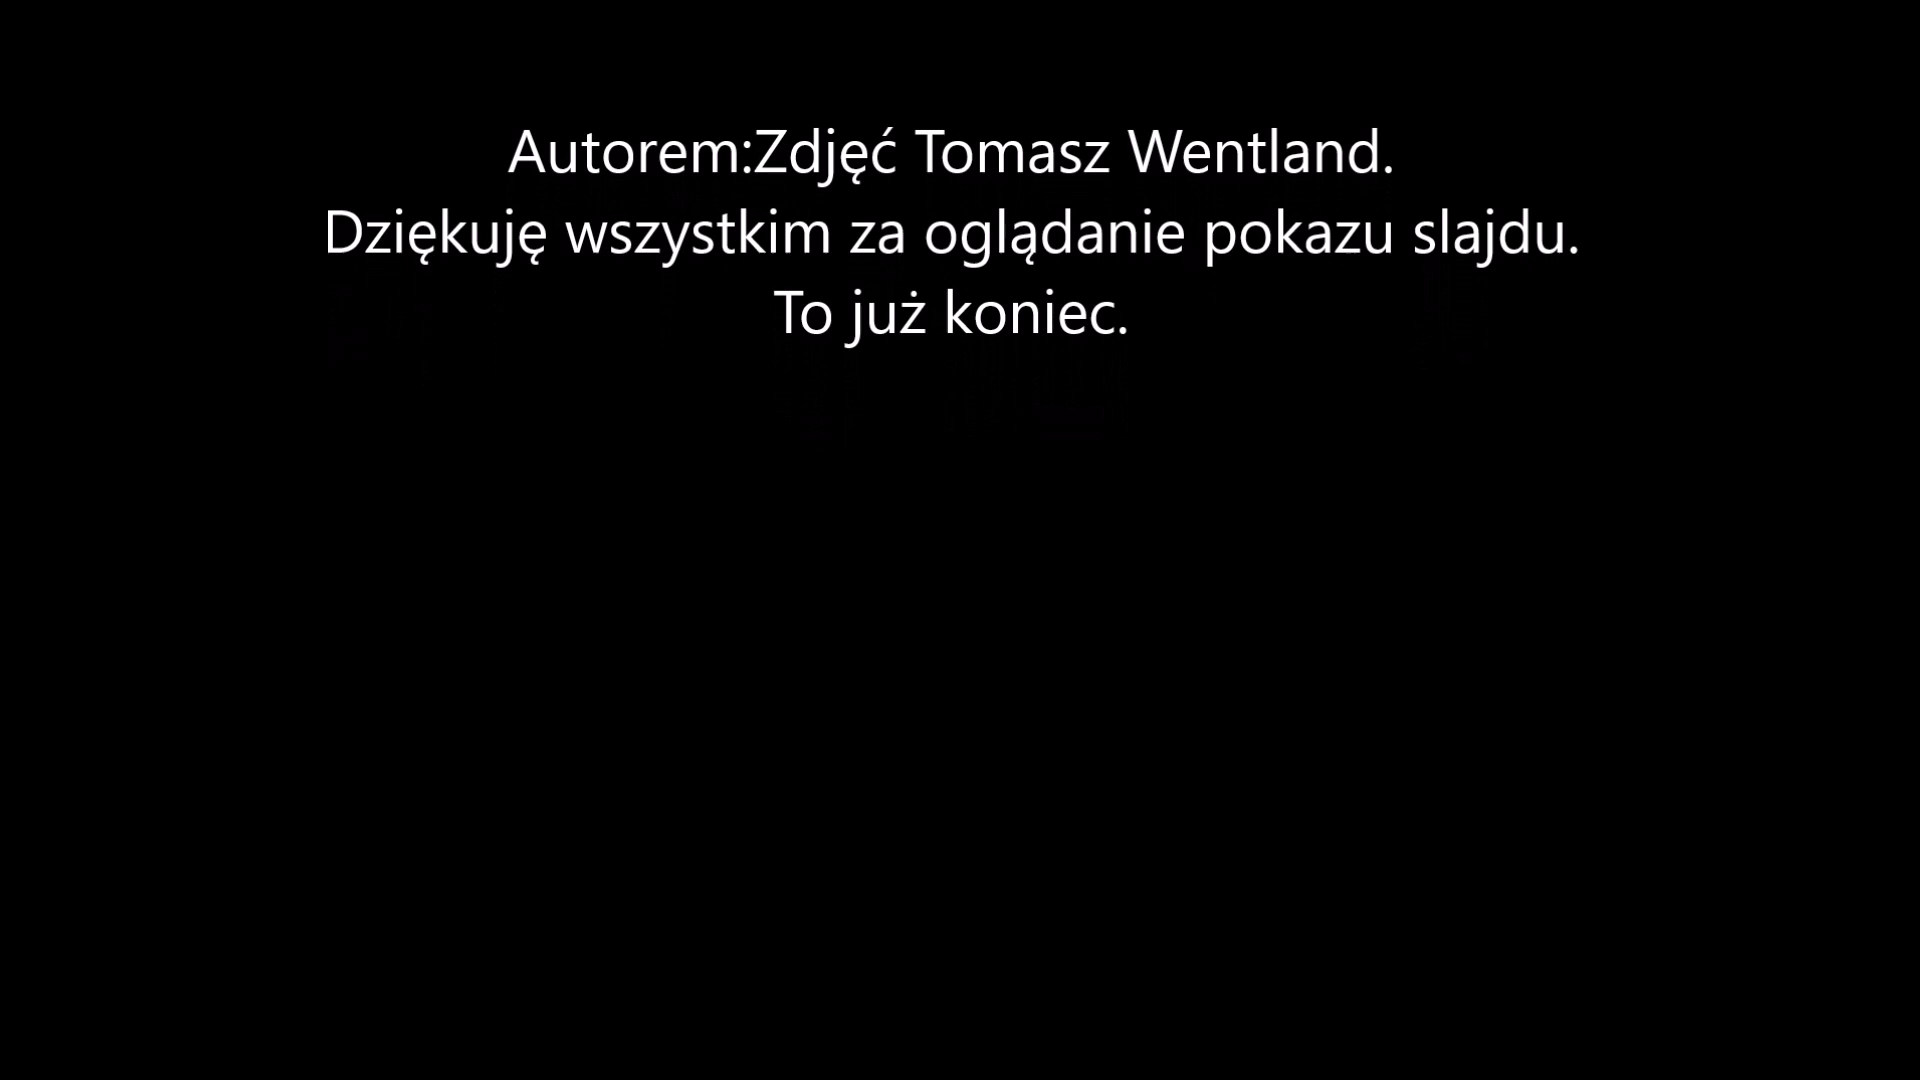 Autorem:Zdjęć Tomasz Wentland.
Dziękuję wszystkim za oglądanie pokazu slajdu.
To już koniec.